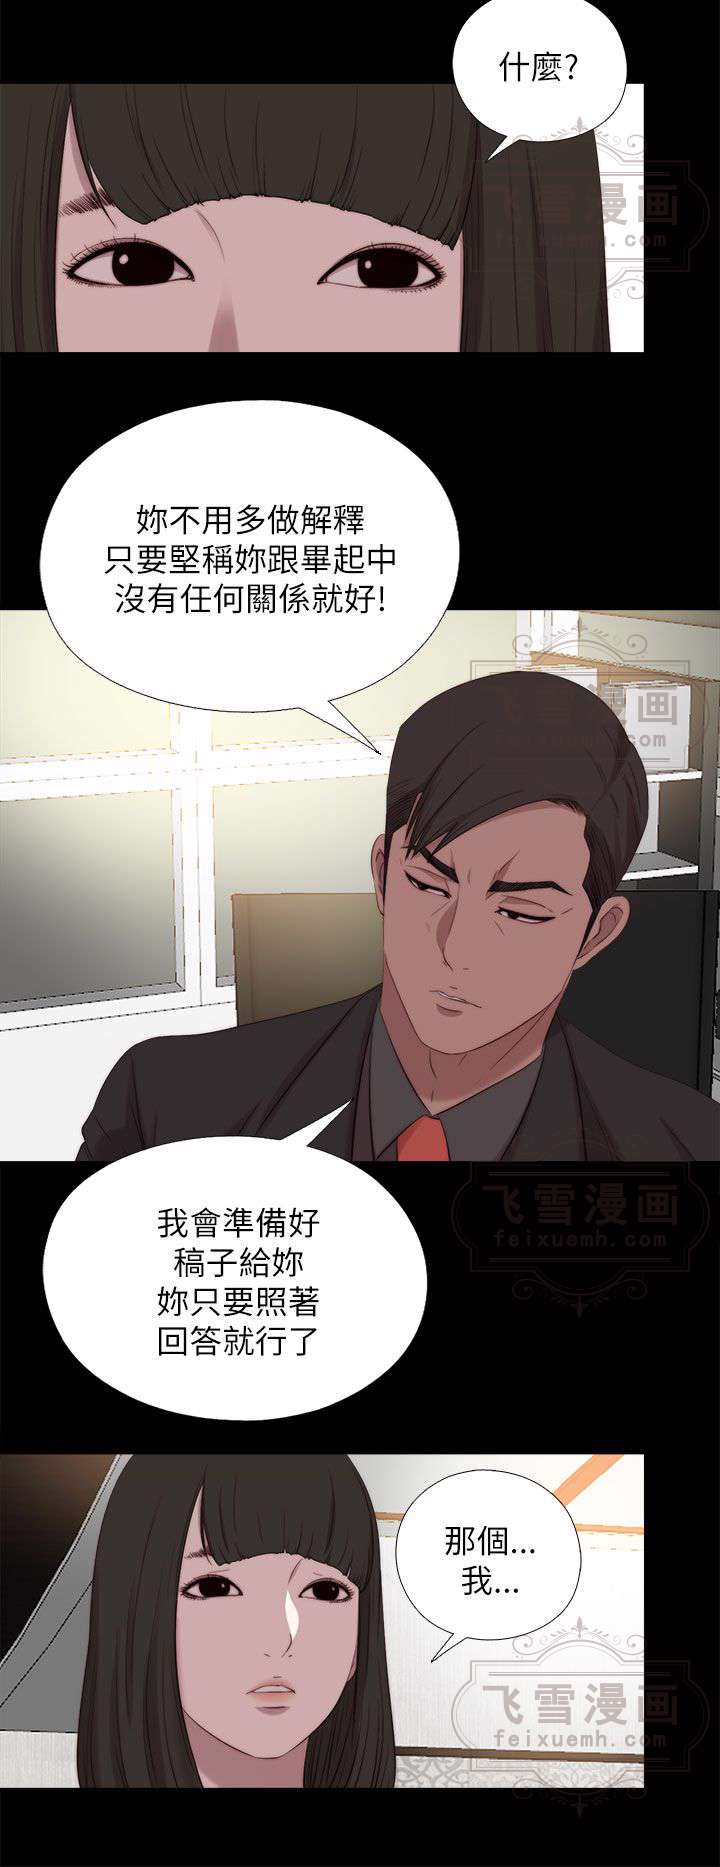 什麼?
飞雪漫画
feixuemh.com
妳不用多做解釋
只要堅稱妳跟畢起中
沒有任何關係就好!
飞雪漫画
feixuemh.com
我會準備好
稿子給妳
妳只要照著
回答就行了
飞雪漫画
feixuemh.com
那個...
我...
飞雪漫画
feixuemh.com